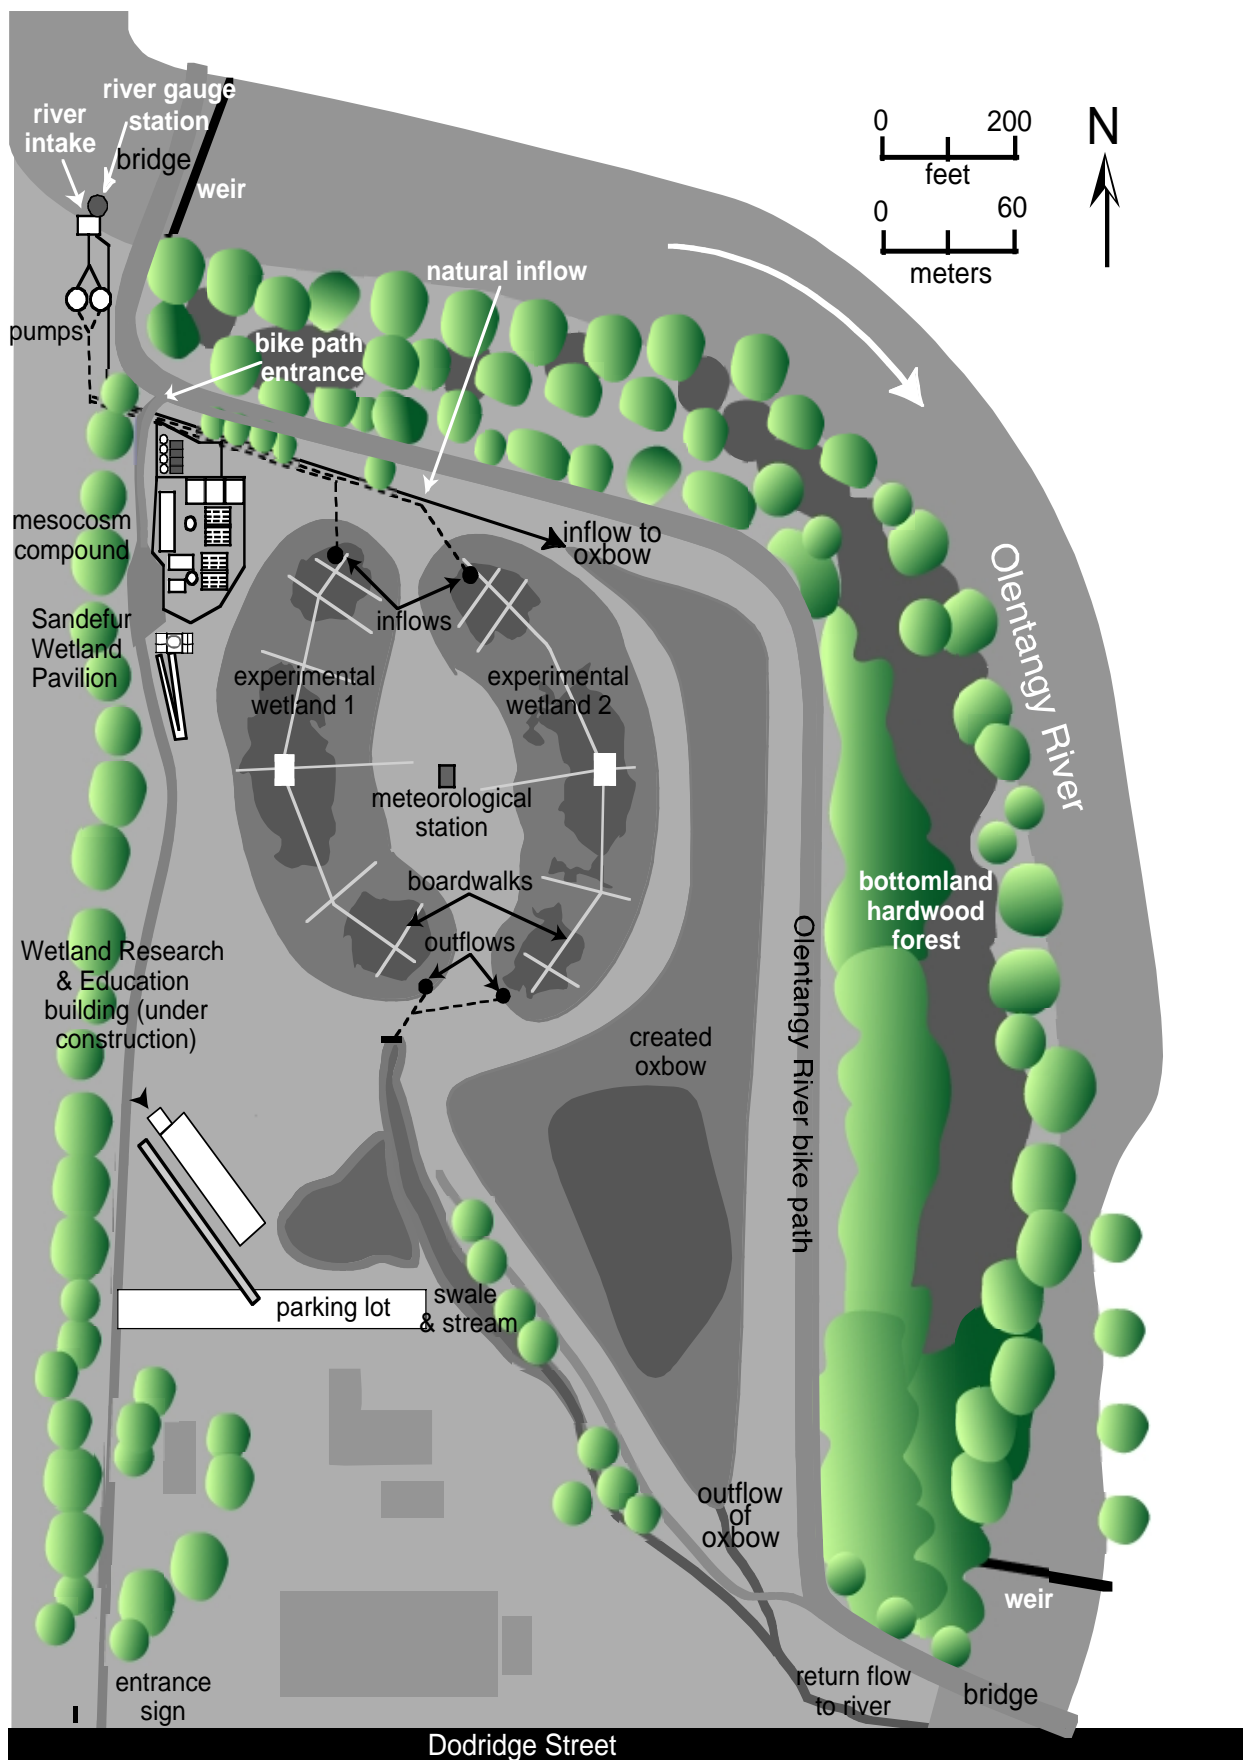 river gauge
station
river
intake
bridge
weir
0 200
feet
0 60
meters
N
natural inflow
pumps
bike path
entrance
mesocosm
compound
inflow to
oxbow
inflows
Sandefur
Wetland
Pavilion
experimental
wetland 1
experimental
wetland 2
Olentangy River
meteorological
station
boardwalks
outflows
bottomland
hardwood
forest
Wetland Research
& Education
building (under
construction)
created
oxbow
Olentangy River bike path
parking lot
swale
& stream
outflow
of
oxbow
weir
entrance
sign
return flow
to river
bridge
Dodridge Street